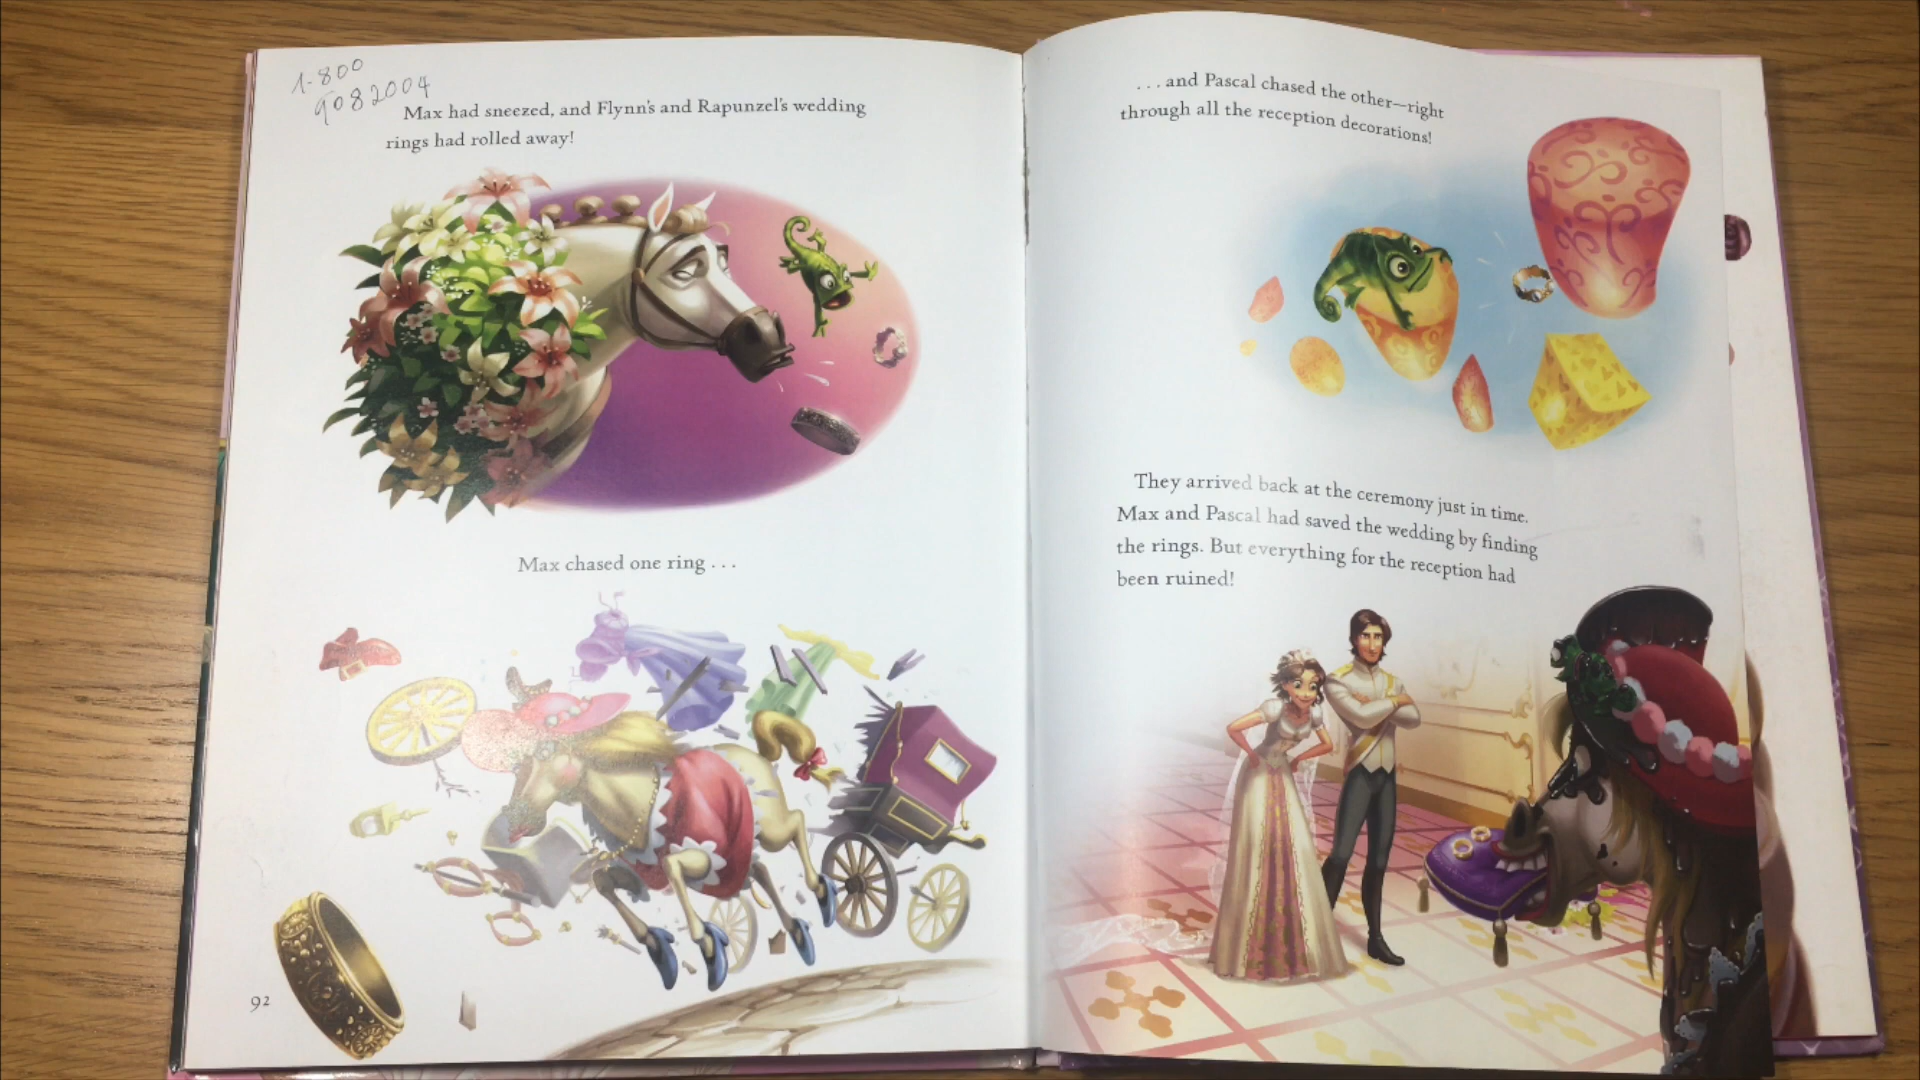 1-800
9082004
Max had sneezed, and Flynn's and Rapunzel's wedding
rings had rolled away!
Max chased one ring . . .
92
. . . and Pascal chased the other—right
through all the reception decorations!
They arrived back at the ceremony just in time.
Max and Pascal had saved the wedding by finding
the rings. But everything for the reception had
been ruined!